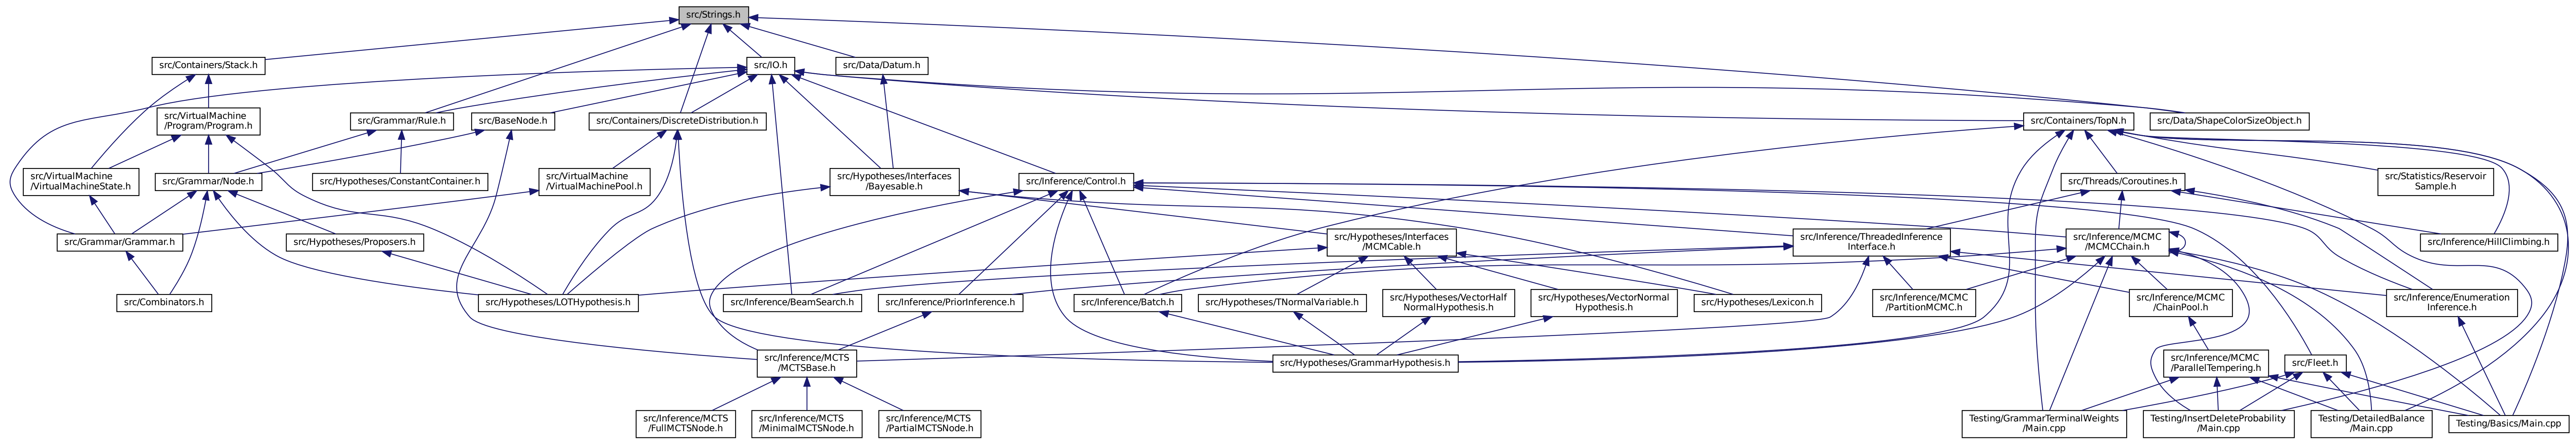 src/Strings.h
src/Containers/Stack.h
src/IO.h
src/Data/Datum.h
src/VirtualMachine
/Program/Program.h
src/Grammar/Rule.h
src/BaseNode.h
src/Containers/DiscreteDistribution.h
src/Containers/TopN.h
src/Data/ShapeColorSizeObject.h
src/VirtualMachine
/VirtualMachineState.h
src/Grammar/Node.h
src/Hypotheses/ConstantContainer.h
src/VirtualMachine
/VirtualMachinePool.h
src/Hypotheses/Interfaces
/Bayesable.h
src/Inference/Control.h
src/Threads/Coroutines.h
src/Statistics/Reservoir
Sample.h
src/Grammar/Grammar.h
src/Hypotheses/Proposers.h
src/Hypotheses/Interfaces
/MCMCable.h
src/Inference/ThreadedInference
Interface.h
src/Inference/MCMC
/MCMCChain.h
src/Inference/HillClimbing.h
src/Combinators.h
src/Hypotheses/LOTHypothesis.h
src/Inference/BeamSearch.h
src/Inference/PriorInference.h
src/Inference/Batch.h
src/Hypotheses/TNormalVariable.h
src/Hypotheses/VectorHalf
NormalHypothesis.h
src/Hypotheses/VectorNormal
Hypothesis.h
src/Hypotheses/Lexicon.h
src/Inference/MCMC
/PartitionMCMC.h
src/Inference/MCMC
/ChainPool.h
src/Inference/Enumeration
Inference.h
src/Inference/MCTS
/MCTSBase.h
src/Hypotheses/GrammarHypothesis.h
src/Inference/MCMC
/ParallelTempering.h
src/Fleet.h
src/Inference/MCTS
/FullMCTSNode.h
src/Inference/MCTS
/MinimalMCTSNode.h
src/Inference/MCTS
/PartialMCTSNode.h
Testing/GrammarTerminalWeights
/Main.cpp
Testing/InsertDeleteProbability
/Main.cpp
Testing/DetailedBalance
/Main.cpp
Testing/Basics/Main.cpp